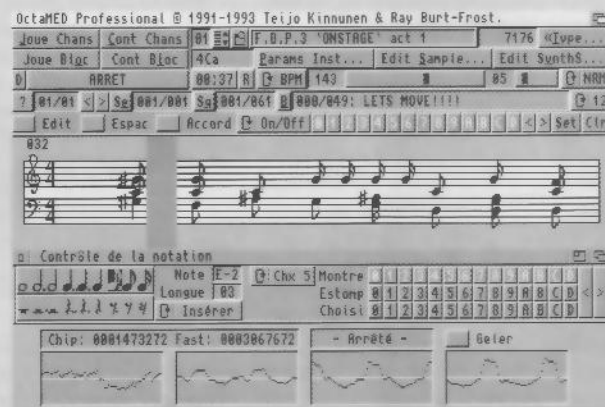 OctaMED Professional © 1991-1993 Teijo Kinnunen & Ray Burt-Frost.
Joue Chans Cont Chans 01 F.O.P.3 'ONSTAGE' act 1 7176 «Type...
Joue Bloc Cont Bloc 4Ca Params Inst... Edit Sample... Edit SynthS...
D ARRET 00:37 R BPM 143 05 NRM
? 01/01 < > Sg 001/001 Sq 001/061 B 000/049: LETS MOVE!!!! 12
Edit Espac Accord On/Off < > Set Clr
032
Contrôle de la notation
Note E-2 Chx 5 Montre
Longue 03 Estomp 0 1 2 3 4 5 6 7 8 9 A B C D < >
Insérer Choisi 0 1 2 3 4 5 6 7 8 9 A B C D
Chip: 0001473272 Fast: 0003067672 - Arrêté - Geler